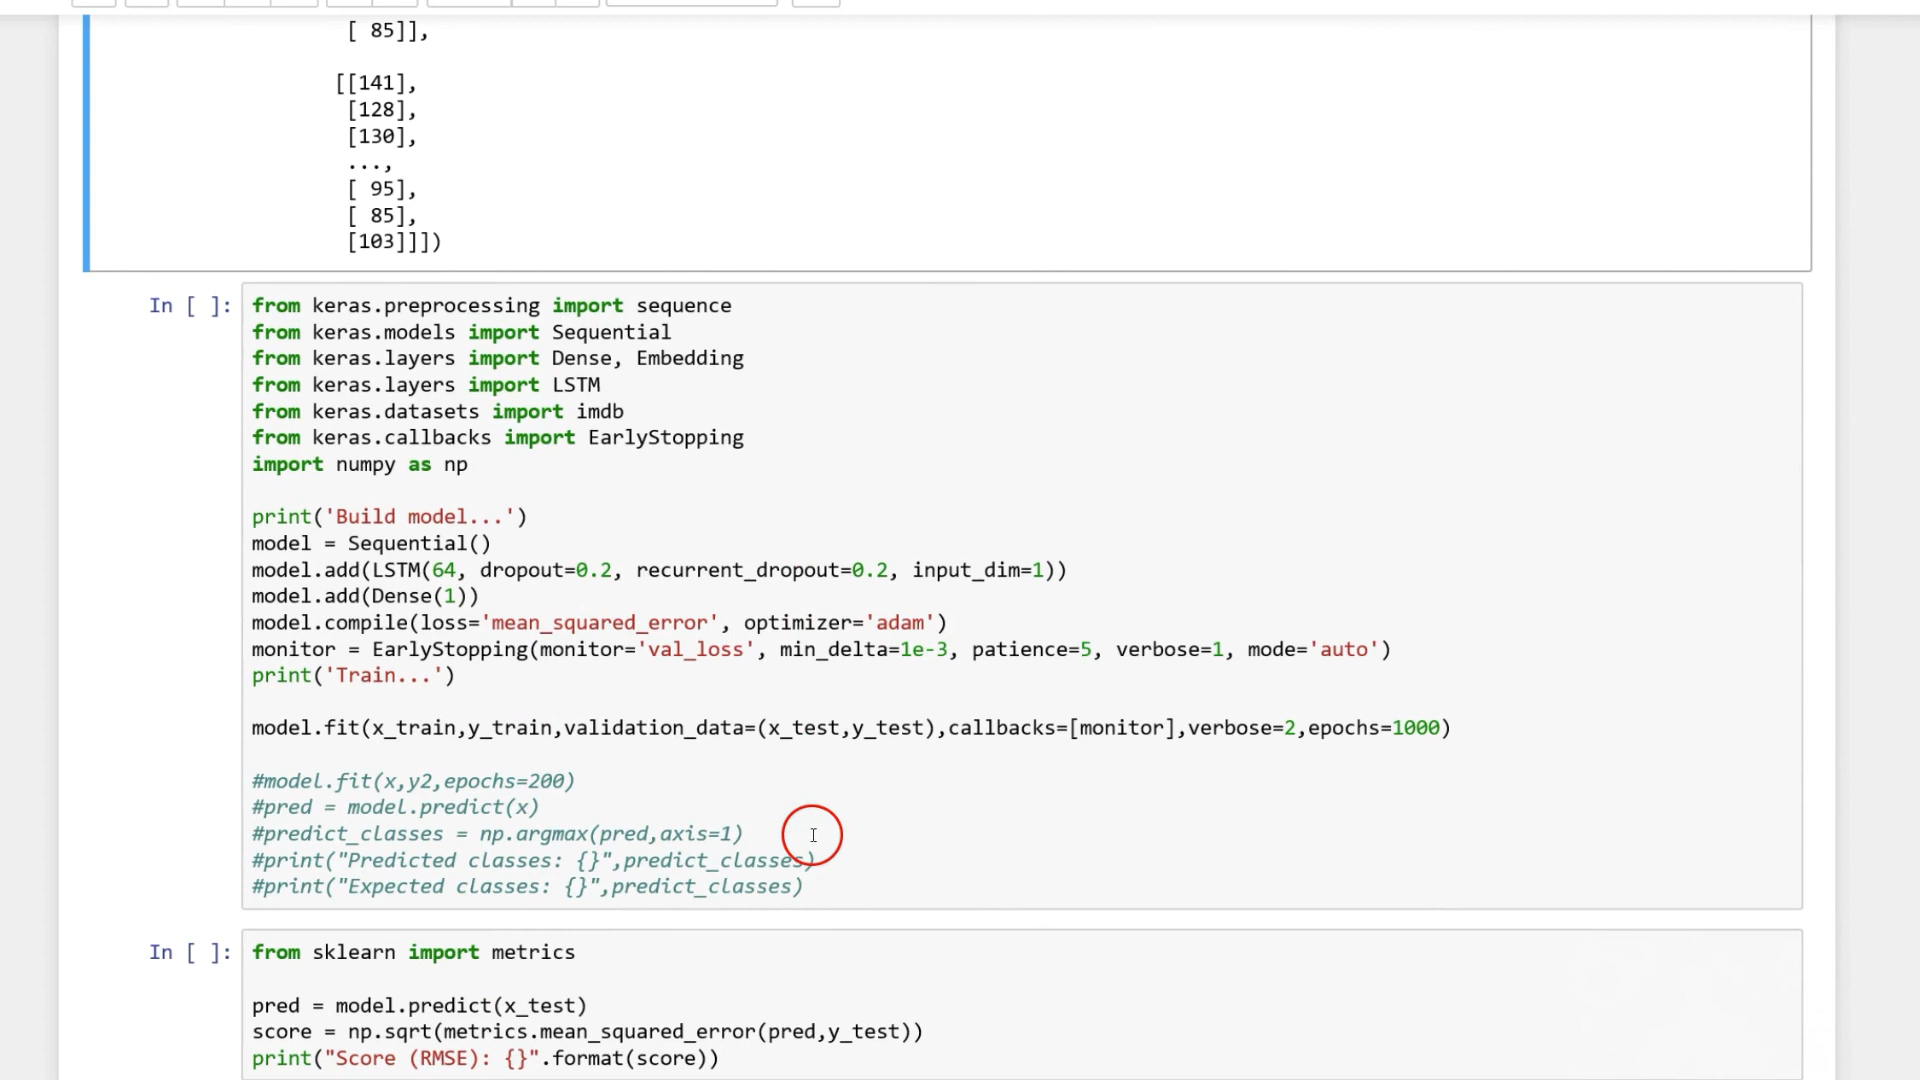 [ 85]],
[[141],
[128],
[130],
...,
[ 95],
[ 85],
[103]]])
In [ ]:
from keras.preprocessing import sequence
from keras.models import Sequential
from keras.layers import Dense, Embedding
from keras.layers import LSTM
from keras.datasets import imdb
from keras.callbacks import EarlyStopping
import numpy as np
print('Build model...')
model = Sequential()
model.add(LSTM(64, dropout=0.2, recurrent_dropout=0.2, input_dim=1))
model.add(Dense(1))
model.compile(loss='mean_squared_error', optimizer='adam')
monitor = EarlyStopping(monitor='val_loss', min_delta=1e-3, patience=5, verbose=1, mode='auto')
print('Train...')
model.fit(x_train,y_train,validation_data=(x_test,y_test),callbacks=[monitor],verbose=2,epochs=1000)
#model.fit(x,y2,epochs=200)
#pred = model.predict(x)
#predict_classes = np.argmax(pred,axis=1)
#print("Predicted classes: {}",predict_classes)
#print("Expected classes: {}",predict_classes)
In [ ]:
from sklearn import metrics
pred = model.predict(x_test)
score = np.sqrt(metrics.mean_squared_error(pred,y_test))
print("Score (RMSE): {}".format(score))